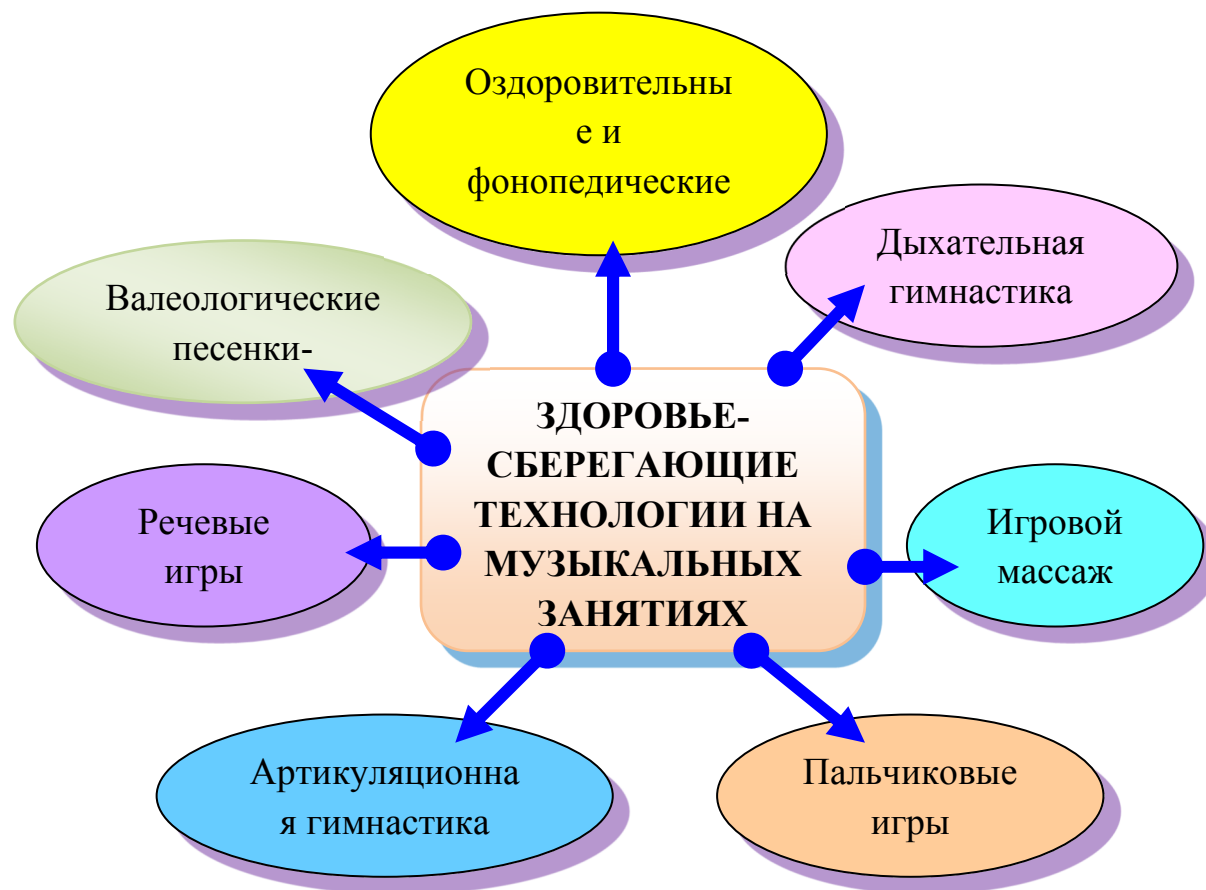 Оздоровительны
е и
фонопедические
Дыхательная
гимнастика
Валеологические
песенки-
ЗДОРОВЬЕ-
СБЕРЕГАЮЩИЕ
ТЕХНОЛОГИИ НА
МУЗЫКАЛЬНЫХ
ЗАНЯТИЯХ
Речевые
игры
Игровой
массаж
Артикуляционна
я гимнастика
Пальчиковые
игры